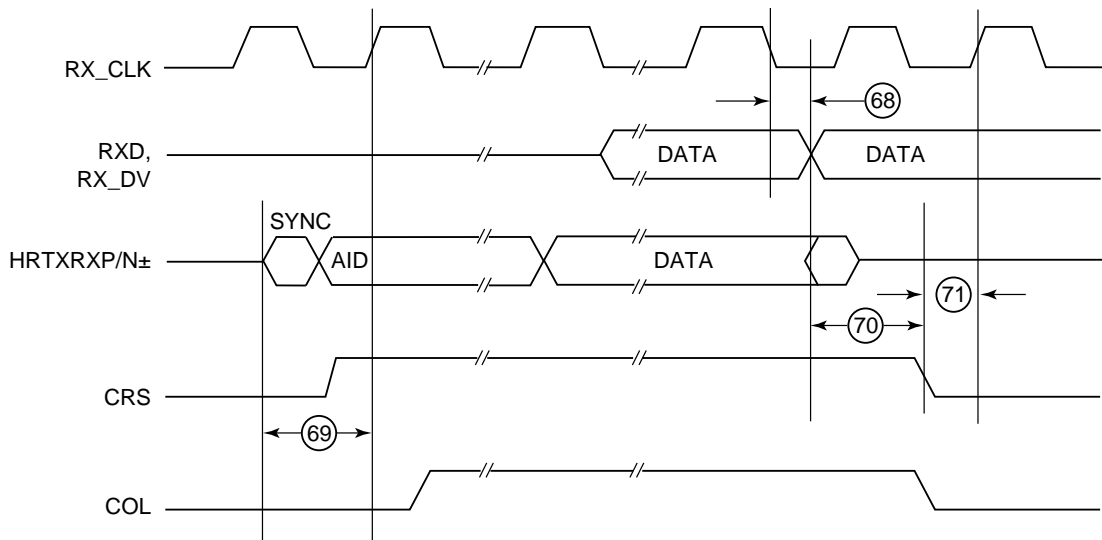 RX_CLK
68
RXD,
RX_DV
DATA
DATA
SYNC
HRTXRXP/N±
AID
DATA
71
70
CRS
69
COL